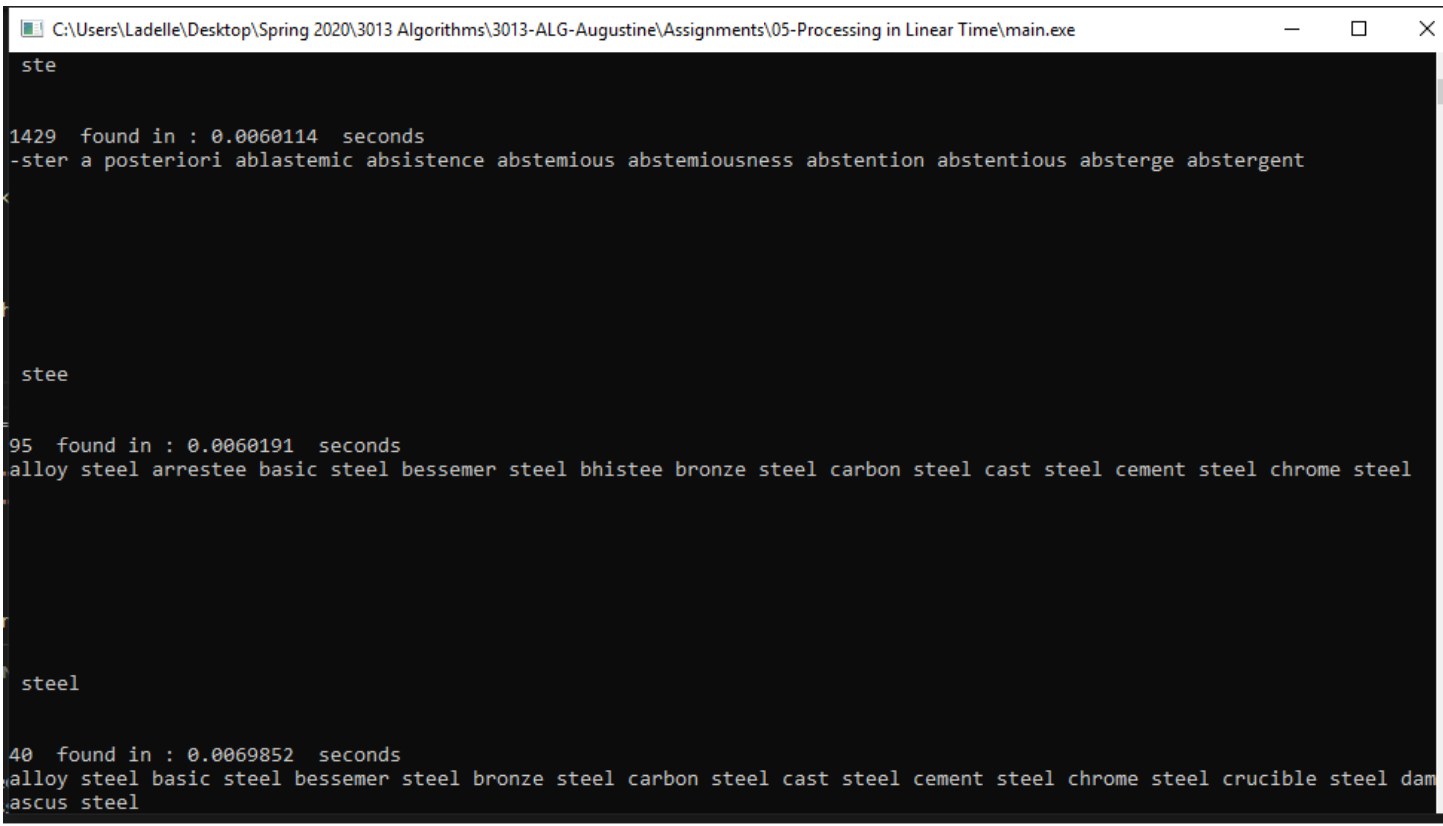 C:\Users\Ladelle\Desktop\Spring 2020\3013 Algorithms\3013-ALG-Augustine\Assignments\05-Processing in Linear Time\main.exe
ste
1429  found in : 0.0060114  seconds
-ster a posteriori ablastemic absistence abstemious abstemiousness abstention abstentious absterge abstergent
stee
95  found in : 0.0060191  seconds
alloy steel arrestee basic steel bessemer steel bhistee bronze steel carbon steel cast steel cement steel chrome steel
steel
40  found in : 0.0069852  seconds
alloy steel basic steel bessemer steel bronze steel carbon steel cast steel cement steel chrome steel crucible steel dam
ascus steel